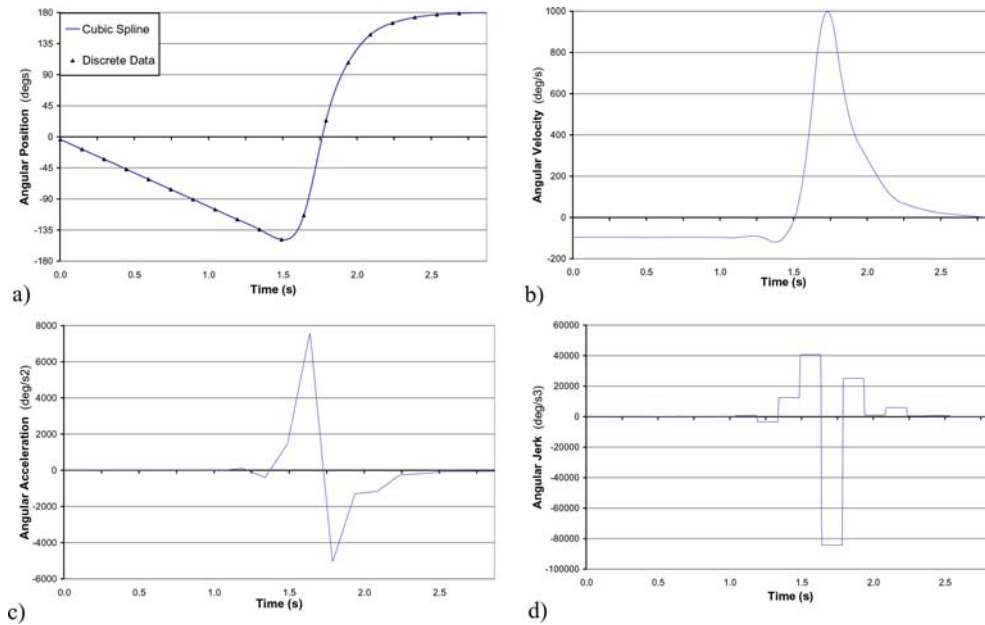 180
135
90
45
0
-45
-90
-135
-180
Angular Position (degs)
Cubic Spline
Discrete Data
0.0 0.5 1.0 1.5 2.0 2.5
Time (s)
a)
1000
800
600
400
200
0
-200
Angular Velocity (deg/s)
0.0 0.5 1.0 1.5 2.0 2.5
Time (s)
b)
8000
6000
4000
2000
0
-2000
-4000
-6000
Angular Acceleration (deg/s2)
0.0 0.5 1.0 1.5 2.0 2.5
Time (s)
c)
60000
40000
20000
0
-20000
-40000
-60000
-80000
-100000
Angular Jerk (deg/s3)
0.0 0.5 1.0 1.5 2.0 2.5
Time (s)
d)